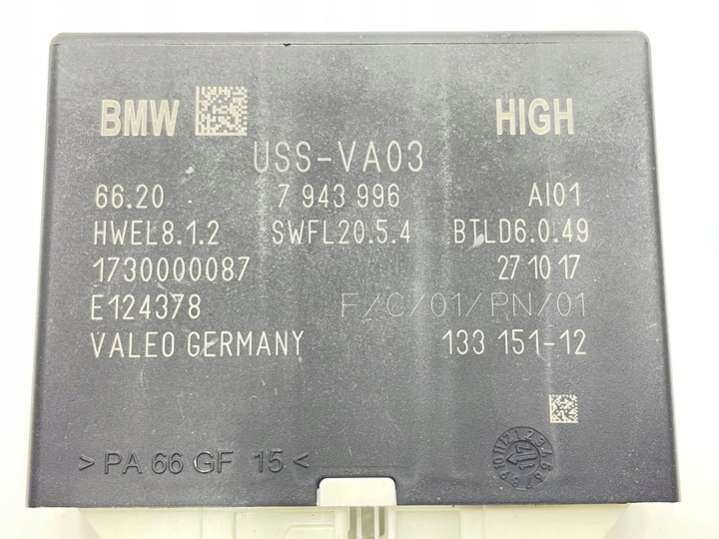 BMW HIGH
USS-VA03
66.20 7 943 996 AI01
HWEL8.1.2 SWFL20.5.4 BTLD6.0.49
1730000087 27 10 17
E124378 F/C/01/PN/01
VALEO GERMANY 133 151-12
> PA 66 GF 15 <